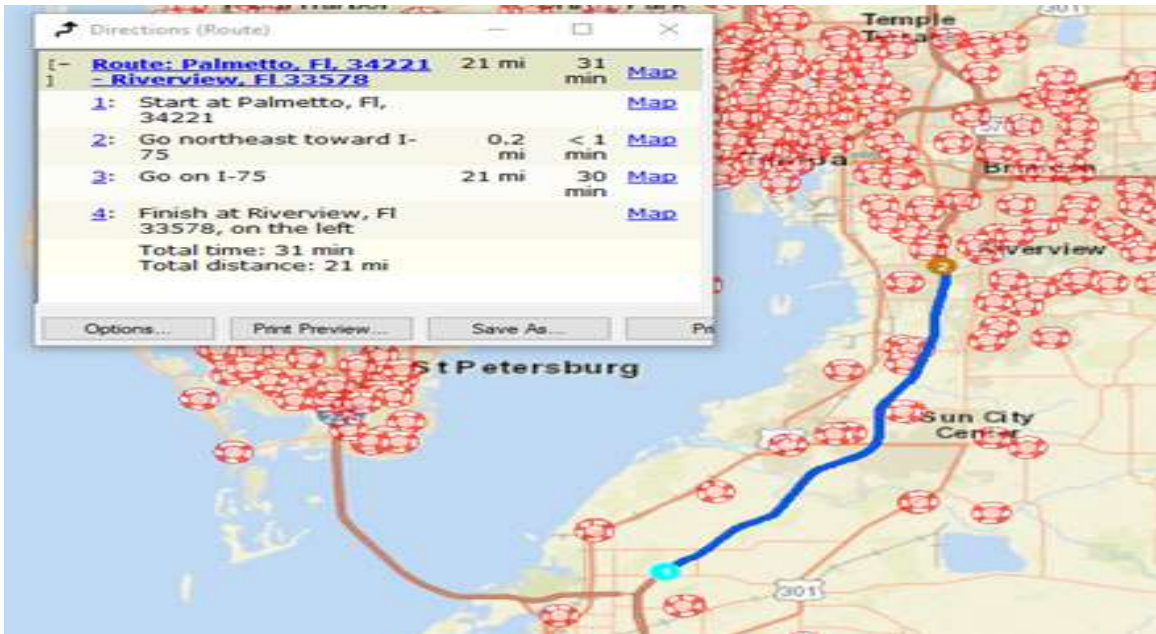 Directions (Route)
[-
]
Route: Palmetto, Fl, 34221
- Riverview, Fl 33578
21 mi
31
min
Map
1: Start at Palmetto, Fl,
34221
Map
2: Go northeast toward I-
75
0.2
mi
< 1
min
Map
3: Go on I-75
21 mi
30
min
Map
4: Finish at Riverview, Fl
33578, on the left
Map
Total time: 31 min
Total distance: 21 mi
Options...
Print Preview...
Save As...
Pri
Temple
301
Riverview
St Petersburg
Sun City
Center
301